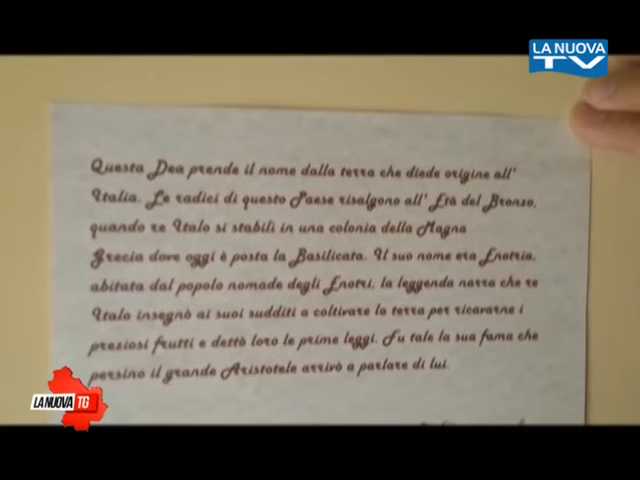 LA NUOVA
TV
Questa Dea prende il nome dalla terra che diede origine all'
Italia. Le radici di questo Paese risalgono all' Età del Bronzo,
quando re Italo si stabilì in una colonia della Magna
Grecia dove oggi è posta la Basilicata. Il suo nome era Enotria,
abitata dal popolo nomade degli Enotri, la leggenda narra che re
Italo insegnò ai suoi sudditi a coltivare la terra per ricavarne i
preziosi frutti e dettò loro le prime leggi. Fu tale la sua fama che
persino il grande Aristotele arrivò a parlare di lui.
LA NUOVA TG